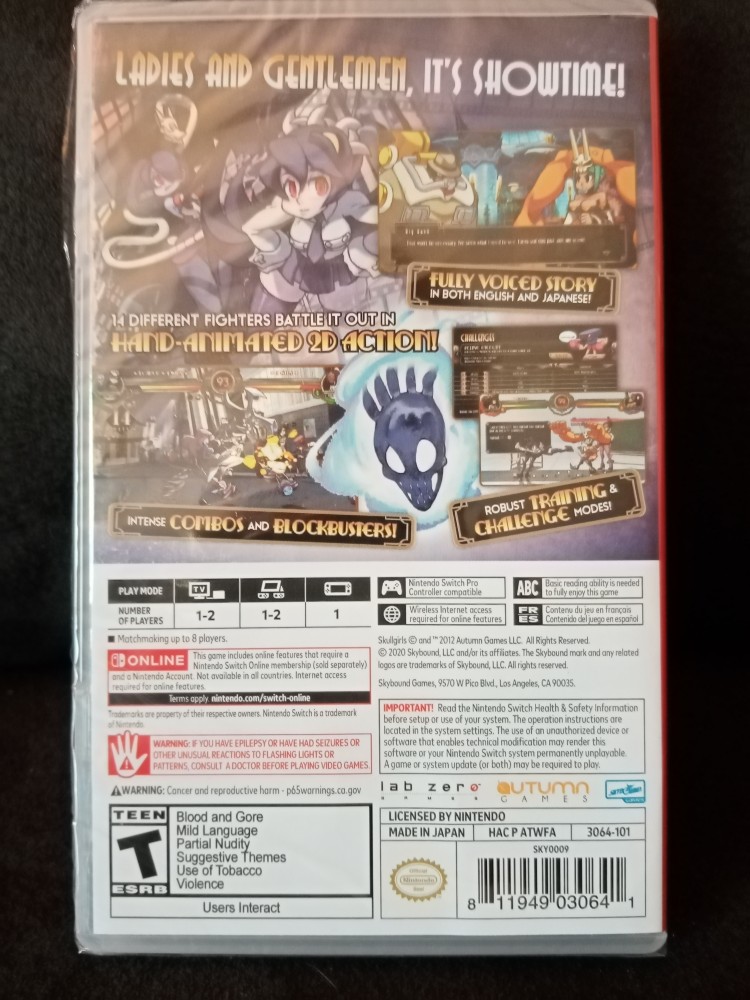 LADIES AND GENTLEMEN, IT'S SHOWTIME!
Big Band
FULLY VOICED STORY
IN BOTH ENGLISH AND JAPANESE!
14 DIFFERENT FIGHTERS BATTLE IT OUT IN
HAND-ANIMATED 2D ACTION!
CHALLENGES
INTENSE COMBOS AND BLOCKBUSTERS!
ROBUST TRAINING &
CHALLENGE MODES!
PLAY MODE
TV
NUMBER
OF PLAYERS
1-2
1-2
1
■ Matchmaking up to 8 players.
ONLINE
This game includes online features that require a
Nintendo Switch Online membership (sold separately)
and a Nintendo Account. Not available in all countries. Internet access
required for online features.
Terms apply. nintendo.com/switch-online
Trademarks are property of their respective owners. Nintendo Switch is a trademark
of Nintendo.
WARNING: IF YOU HAVE EPILEPSY OR HAVE HAD SEIZURES OR
OTHER UNUSUAL REACTIONS TO FLASHING LIGHTS OR
PATTERNS, CONSULT A DOCTOR BEFORE PLAYING VIDEO GAMES.
⚠WARNING: Cancer and reproductive harm - p65warnings.ca.gov
TEEN
T
ESRB
Blood and Gore
Mild Language
Partial Nudity
Suggestive Themes
Use of Tobacco
Violence
Users Interact
Nintendo Switch Pro
Controller compatible
ABC
Basic reading ability is needed
to fully enjoy this game
Wireless Internet access
required for online features
FR
ES
Contenu du jeu en français
Contenido del juego en español
Skullgirls © and ™ 2012 Autumn Games LLC. All Rights Reserved.
© 2020 Skybound, LLC and/or its affiliates. The Skybound mark and any related
logos are trademarks of Skybound, LLC. All rights reserved.
Skybound Games, 9570 W Pico Blvd., Los Angeles, CA 90035.
IMPORTANT! Read the Nintendo Switch Health & Safety Information
before setup or use of your system. The operation instructions are
located in the system settings. The use of an unauthorized device or
software that enables technical modification may render this
software or your Nintendo Switch system permanently unplayable.
A game or system update (or both) may be required to play.
lab zero
GAMES
AUTUMN
GAMES
LICENSED BY NINTENDO
MADE IN JAPAN
HAC P ATWFA
3064-101
Official
Nintendo
Seal
SKY0009
8 11949 03064 1